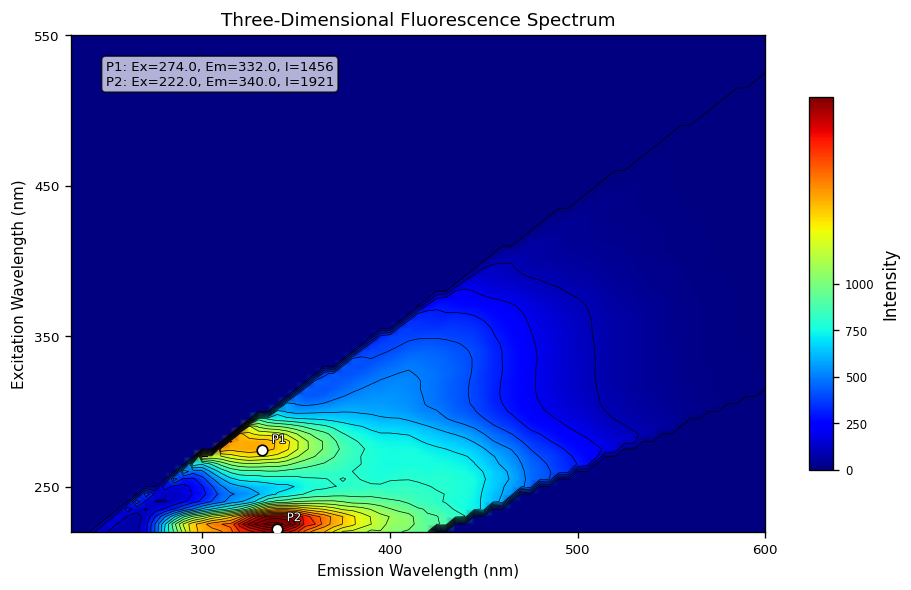 Three-Dimensional Fluorescence Spectrum
P1: Ex=274.0, Em=332.0, I=1456
P2: Ex=222.0, Em=340.0, I=1921
550
450
350
250
Excitation Wavelength (nm)
P1
P2
300
400
500
600
Emission Wavelength (nm)
1000
750
500
250
0
Intensity